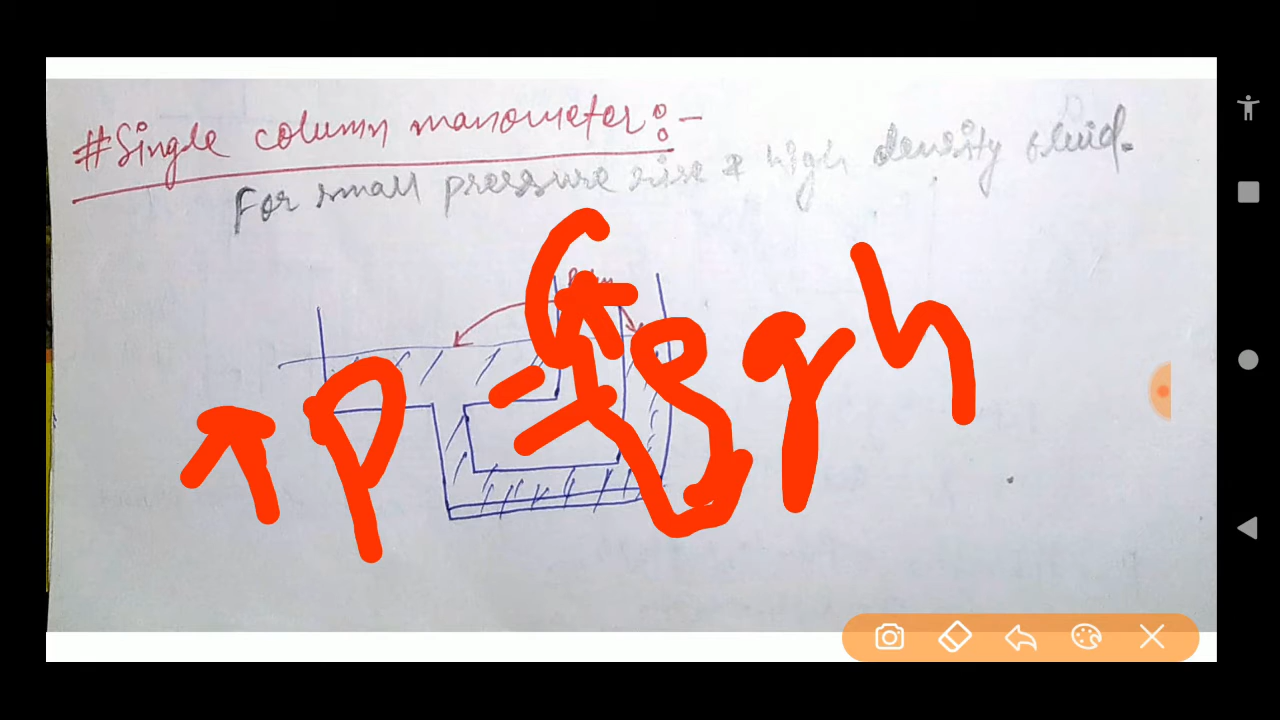 #Single column manometer:-
For small pressure rise & high density fluid.
↑P = ↑ρgh